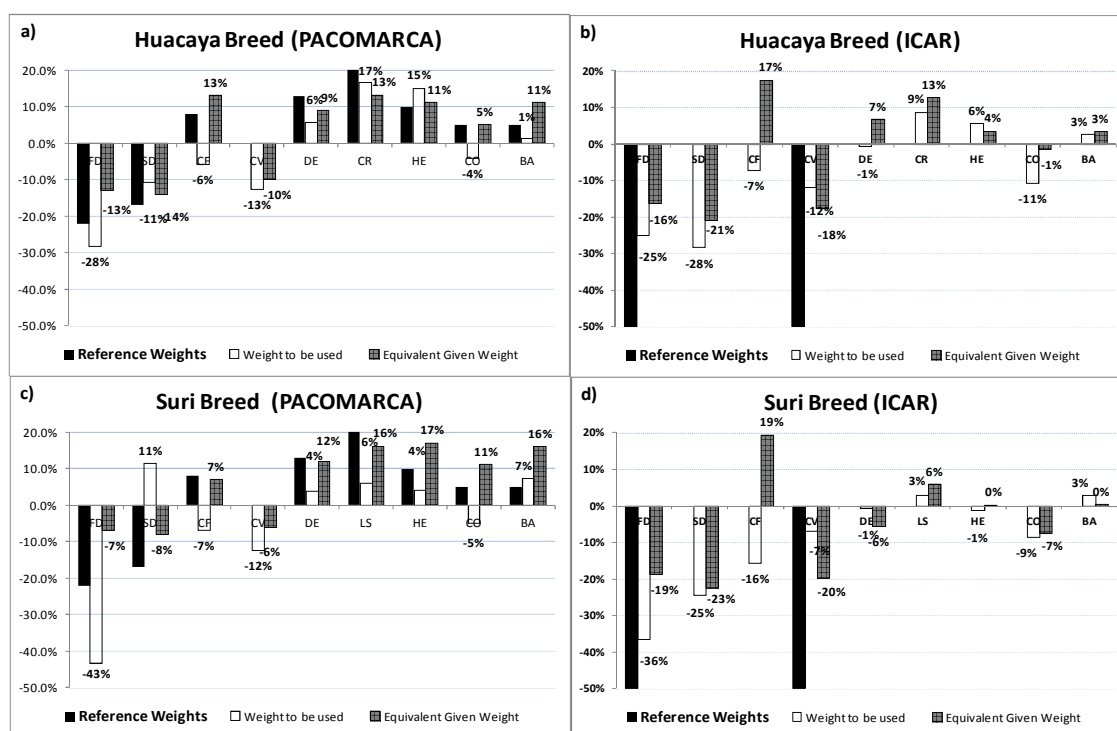 a)
Huacaya Breed (PACOMARCA)
20.0%
10.0%
0.0%
-10.0%
-20.0%
-30.0%
-40.0%
-50.0%
FD SD CF CV DE CR HE CO BA
13% 6% 9% 17% 13% 15% 11% 5% 1% 11%
-28% -13% -11% -14% -6% -13% -10% -4%
Reference Weights Weight to be used Equivalent Given Weight
b)
Huacaya Breed (ICAR)
20%
10%
0%
-10%
-20%
-30%
-40%
-50%
FD SD CF CV DE CR HE CO BA
17% 7% 9% 13% 6% 4% 3% 3%
-25% -16% -28% -21% -7% -12% -18% -1% -11% -1%
Reference Weights Weight to be used Equivalent Given Weight
c)
Suri Breed (PACOMARCA)
20.0%
10.0%
0.0%
-10.0%
-20.0%
-30.0%
-40.0%
-50.0%
FD SD CF CV DE LS HE CO BA
11% 7% 4% 12% 6% 16% 4% 17% 11% 7% 16%
-43% -7% -8% -7% -12% -6% -5%
Reference Weights Weight to be used Equivalent Given Weight
d)
Suri Breed (ICAR)
20%
10%
0%
-10%
-20%
-30%
-40%
-50%
FD SD CF CV DE LS HE CO BA
19% 3% 6% 0% 3% 0%
-36% -19% -25% -23% -16% -7% -20% -1% -6% -1% -9% -7%
Reference Weights Weight to be used Equivalent Given Weight